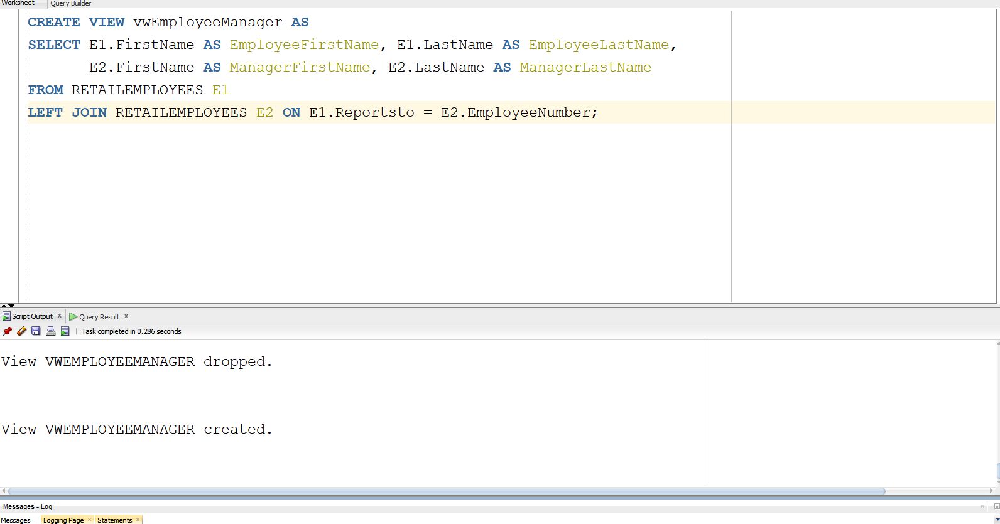 Worksheet Query Builder
CREATE VIEW vwEmployeeManager AS
SELECT E1.FirstName AS EmployeeFirstName, E1.LastName AS EmployeeLastName,
E2.FirstName AS ManagerFirstName, E2.LastName AS ManagerLastName
FROM RETAILEMPLOYEES E1
LEFT JOIN RETAILEMPLOYEES E2 ON E1.Reportsto = E2.EmployeeNumber;
Script Output x Query Result x
Task completed in 0.286 seconds
View VWEMPLOYEEMANAGER dropped.
View VWEMPLOYEEMANAGER created.
Messages - Log
Messages Logging Page x Statements x